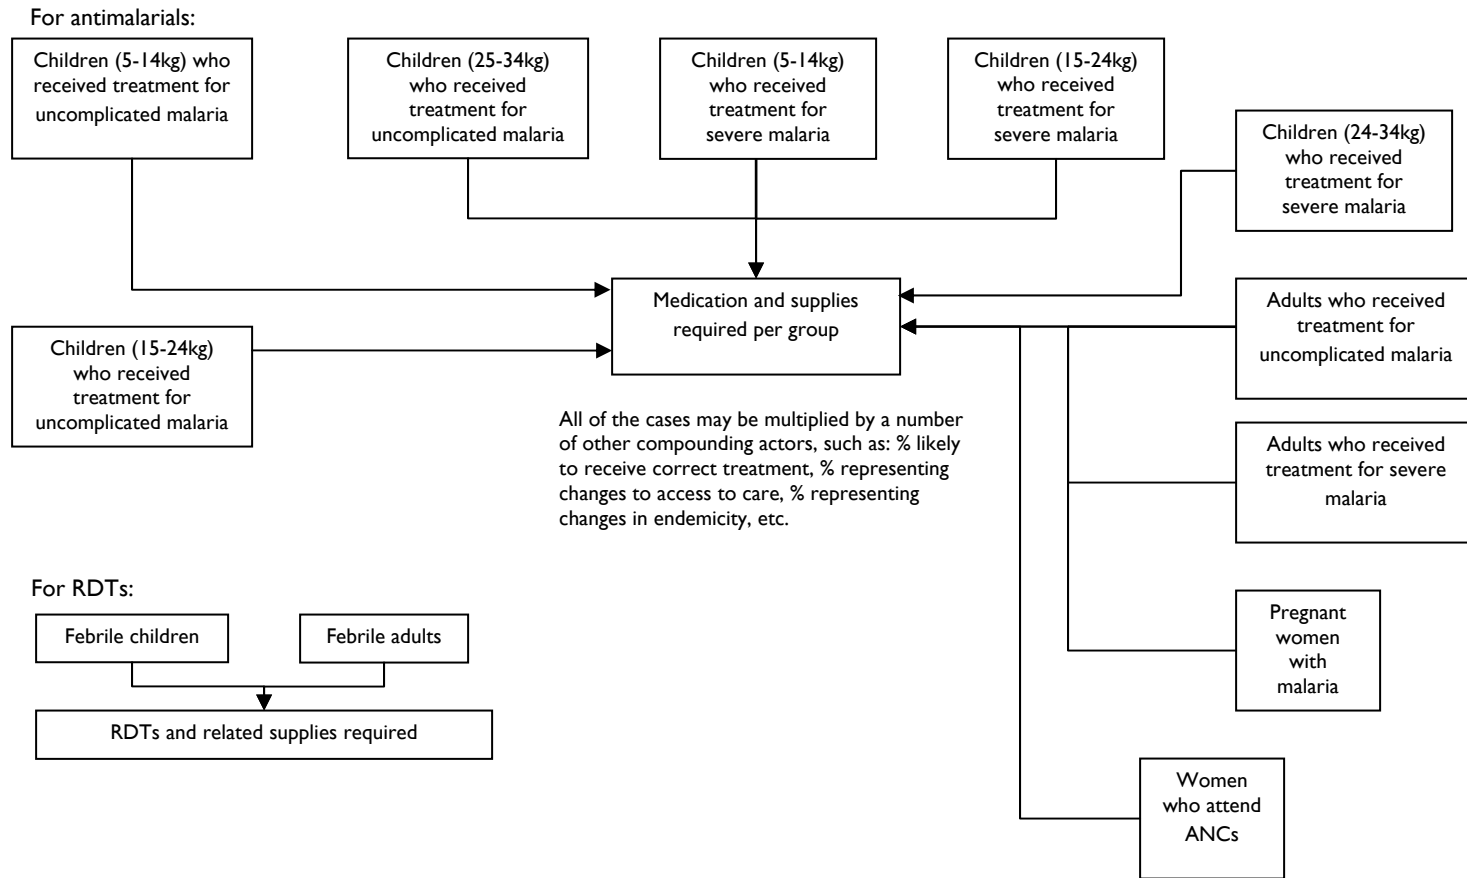 For antimalarials:
Children (5-14kg) who
received treatment for
uncomplicated malaria
Children (25-34kg)
who received
treatment for
uncomplicated malaria
Children (5-14kg)
who received
treatment for
severe malaria
Children (15-24kg)
who received
treatment for
severe malaria
Children (24-34kg)
who received
treatment for
severe malaria
Medication and supplies
required per group
Adults who received
treatment for
uncomplicated malaria
Children (15-24kg)
who received
treatment for
uncomplicated malaria
All of the cases may be multiplied by a number
of other compounding actors, such as: % likely
to receive correct treatment, % representing
changes to access to care, % representing
changes in endemicity, etc.
Adults who received
treatment for severe
malaria
For RDTs:
Febrile children
Febrile adults
RDTs and related supplies required
Pregnant
women
with
malaria
Women
who attend
ANCs